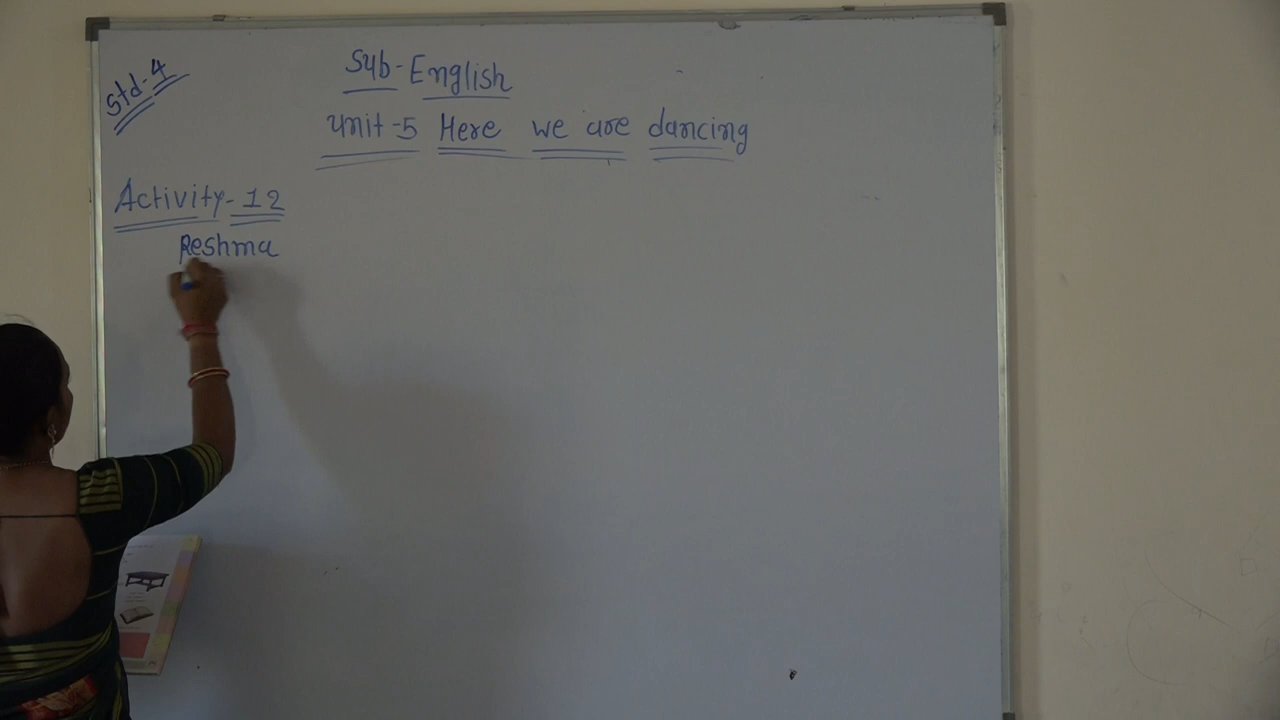 Std-4
Sub-English
Unit-5 Here we are dancing
Activity-12
Reshma